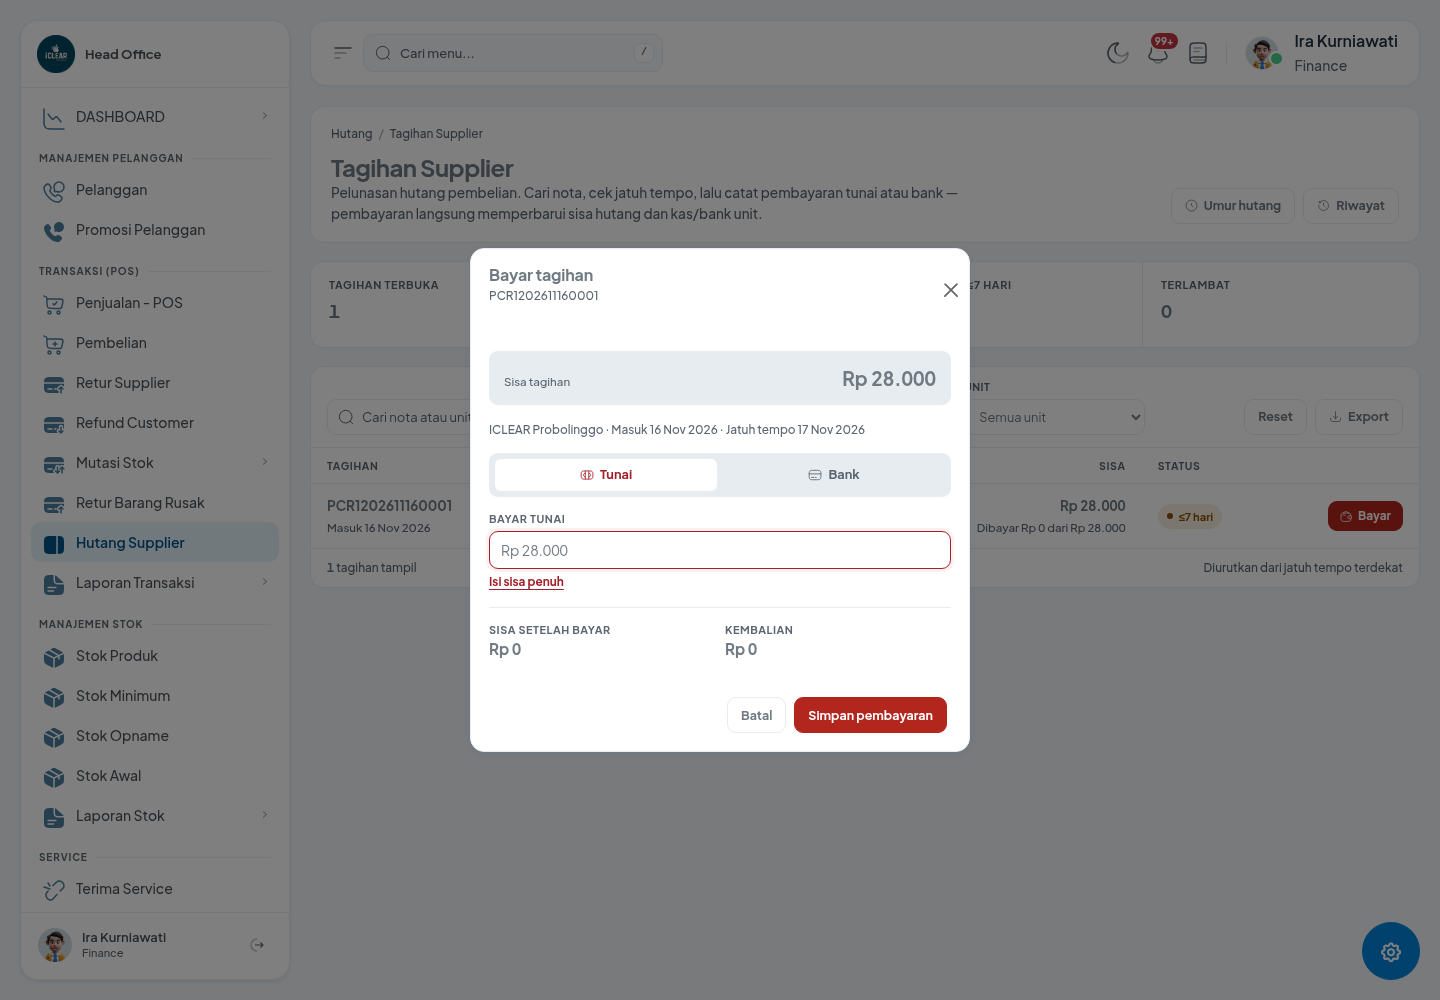 iCLEAR
Head Office
DASHBOARD
MANAJEMEN PELANGGAN
Pelanggan
Promosi Pelanggan
TRANSAKSI (POS)
Penjualan - POS
Pembelian
Retur Supplier
Refund Customer
Mutasi Stok
Retur Barang Rusak
Hutang Supplier
Laporan Transaksi
MANAJEMEN STOK
Stok Produk
Stok Minimum
Stok Opname
Stok Awal
Laporan Stok
SERVICE
Terima Service
Ira Kurniawati
Finance
Cari menu...
/
99+
Ira Kurniawati
Finance
Hutang / Tagihan Supplier
Tagihan Supplier
Pelunasan hutang pembelian. Cari nota, cek jatuh tempo, lalu catat pembayaran tunai atau bank —
pembayaran langsung memperbarui sisa hutang dan kas/bank unit.
Umur hutang
Riwayat
TAGIHAN TERBUKA
1
≤7 HARI
TERLAMBAT
0
Cari nota atau unit
UNIT
Semua unit
Reset
Export
TAGIHAN
SISA
STATUS
PCR1202611160001
Masuk 16 Nov 2026
Rp 28.000
Dibayar Rp 0 dari Rp 28.000
≤7 hari
Bayar
1 tagihan tampil
Diurutkan dari jatuh tempo terdekat
Bayar tagihan
PCR1202611160001
Sisa tagihan
Rp 28.000
ICLEAR Probolinggo · Masuk 16 Nov 2026 · Jatuh tempo 17 Nov 2026
Tunai
Bank
BAYAR TUNAI
Rp 28.000
Isi sisa penuh
SISA SETELAH BAYAR
Rp 0
KEMBALIAN
Rp 0
Batal
Simpan pembayaran